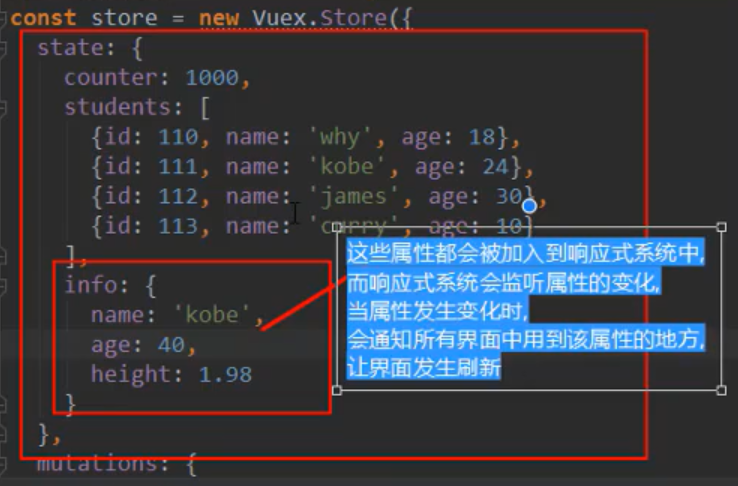 const store = new Vuex.Store({
state: {
counter: 1000,
students: [
{id: 110, name: 'why', age: 18},
{id: 111, name: 'kobe', age: 24},
{id: 112, name: 'james', age: 30},
{id: 113, name: 'curry', age: 10}
],
info: {
name: 'kobe',
age: 40,
height: 1.98
}
},
mutations: {
这些属性都会被加入到响应式系统中,
而响应式系统会监听属性的变化,
当属性发生变化时,
会通知所有界面中用到该属性的地方,
让界面发生刷新